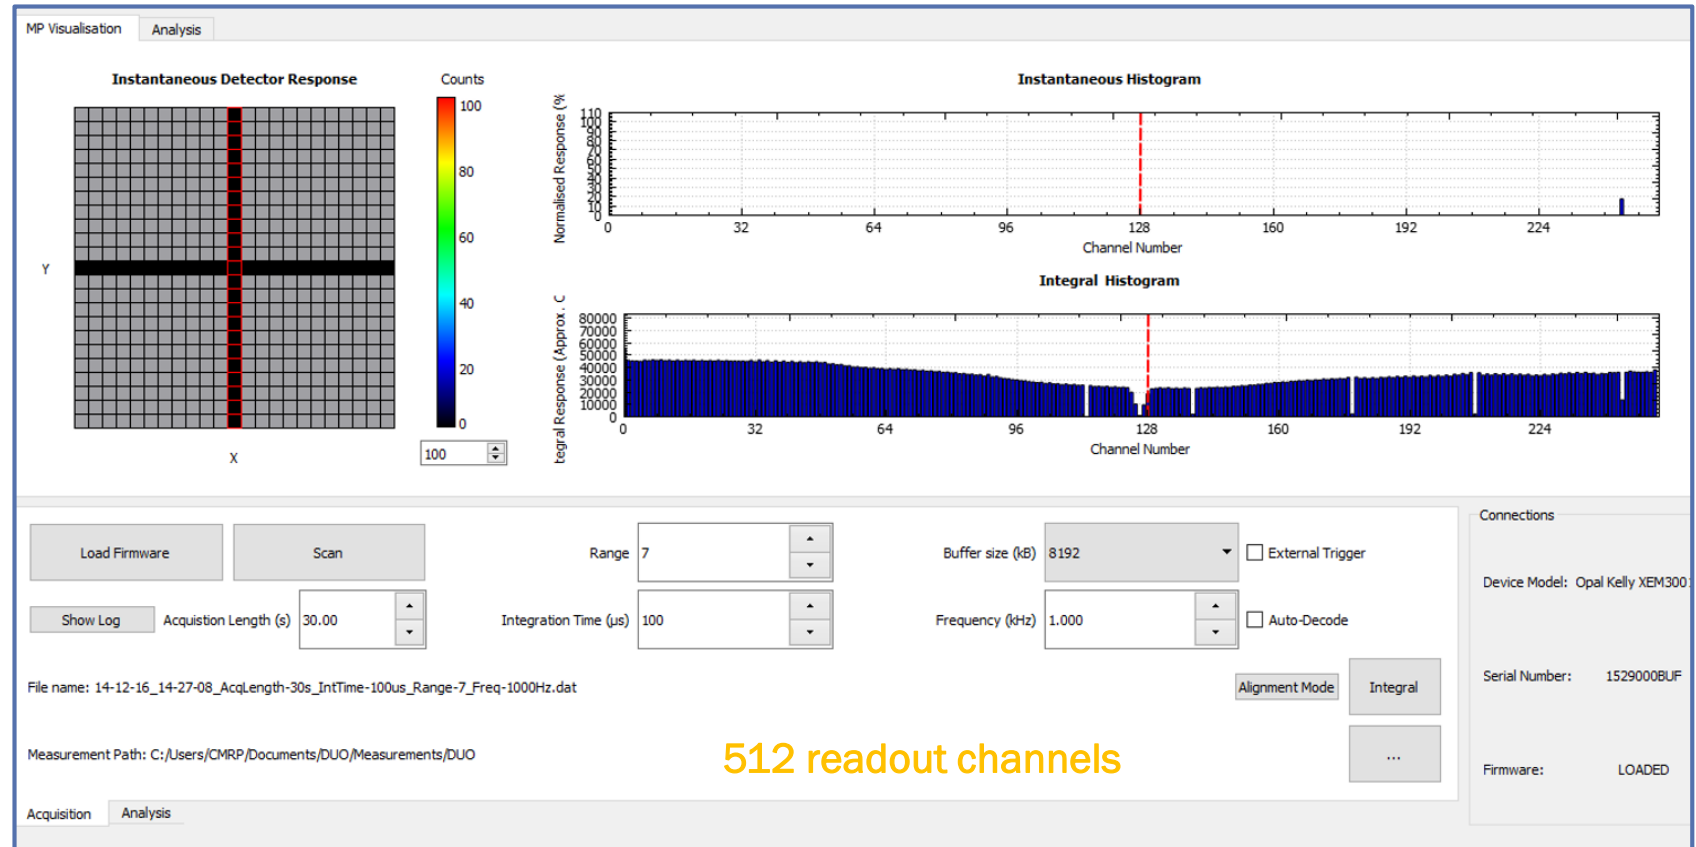 MP Visualisation Analysis
Instantaneous Detector Response
Counts
100
80
60
40
20
0
Y
X
100
Instantaneous Histogram
Normalised Response (%
110
100
90
80
70
60
50
40
30
20
10
0
0 32 64 96 128 160 192 224
Channel Number
Integral Histogram
tegral Response (Approx. C
80000
70000
60000
50000
40000
30000
20000
10000
0
0 32 64 96 128 160 192 224
Channel Number
Load Firmware Scan Range 7 Buffer size (kB) 8192 External Trigger
Show Log Acquistion Length (s) 30.00 Integration Time (µs) 100 Frequency (kHz) 1.000 Auto-Decode
File name: 14-12-16_14-27-08_AcqLength-30s_IntTime-100us_Range-7_Freq-1000Hz.dat
Alignment Mode Integral
Measurement Path: C:/Users/CMRP/Documents/DUO/Measurements/DUO
...
512 readout channels
Acquisition Analysis
Connections
Device Model: Opal Kelly XEM300
Serial Number: 1529000BUF
Firmware: LOADED